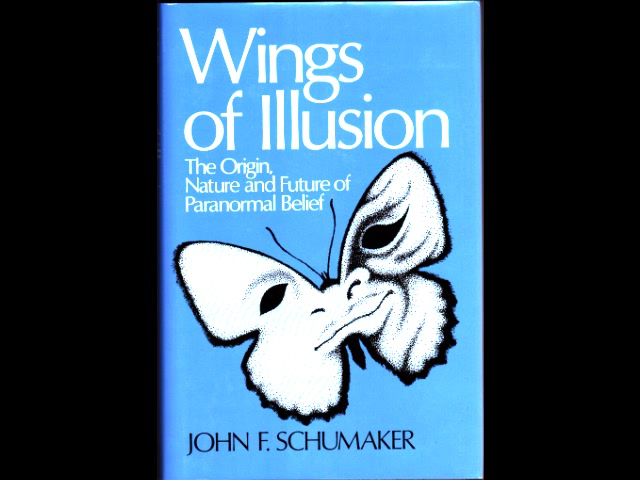 Wings
of Illusion
The Origin,
Nature and Future of
Paranormal Belief
JOHN F. SCHUMAKER